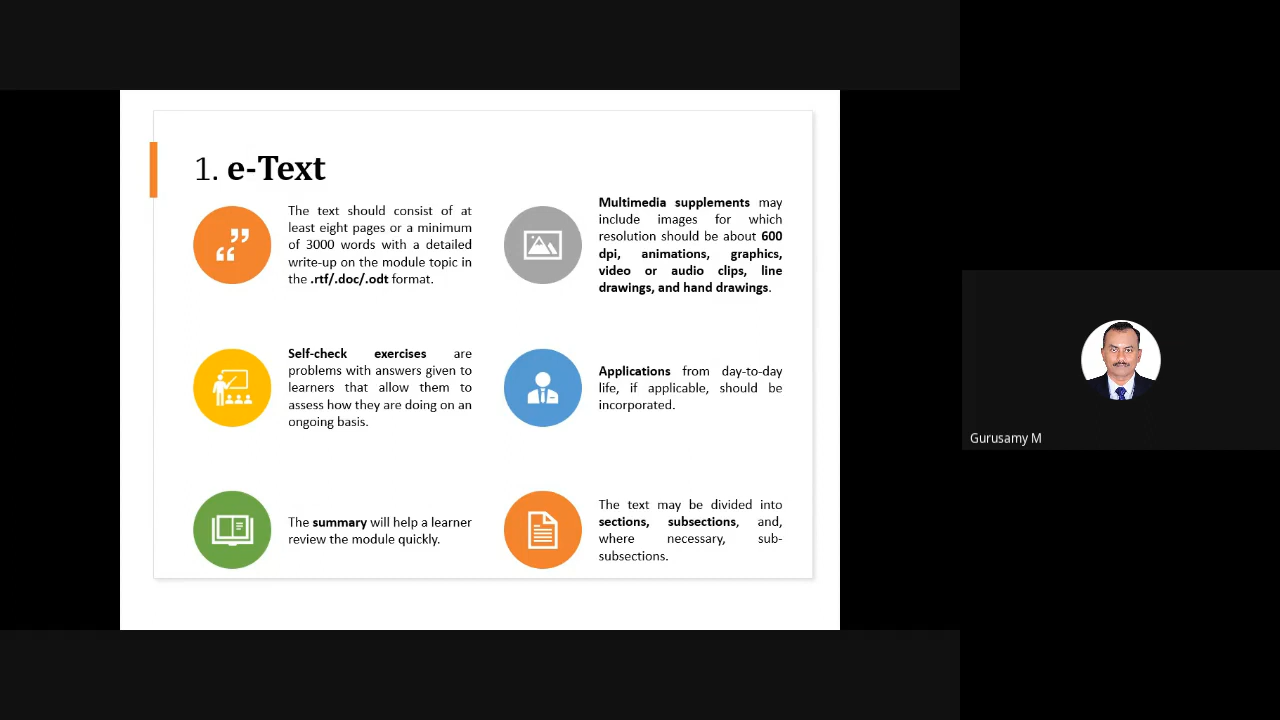 1. e-Text
The text should consist of at
least eight pages or a minimum
of 3000 words with a detailed
write-up on the module topic in
the .rtf/.doc/.odt format.
Multimedia supplements may
include images for which
resolution should be about 600
dpi, animations, graphics,
video or audio clips, line
drawings, and hand drawings.
Self-check exercises are
problems with answers given to
learners that allow them to
assess how they are doing on an
ongoing basis.
Applications from day-to-day
life, if applicable, should be
incorporated.
The summary will help a learner
review the module quickly.
The text may be divided into
sections, subsections, and,
where necessary, sub-
subsections.
Gurusamy M